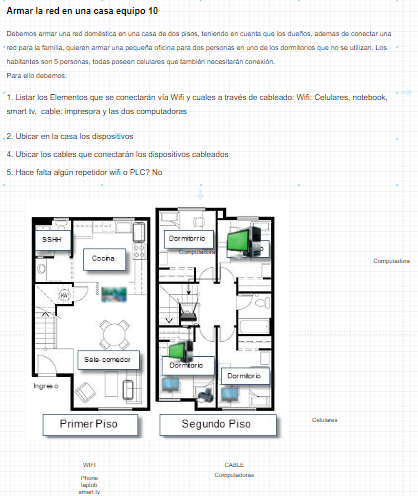 Armar la red en una casa equipo 10
Debemos armar una red doméstica en una casa de dos pisos, teniendo en cuenta que los dueños, ademas de conectar una
red para la familia, quieren armar una pequeña oficina para dos personas en uno de los dormitorios que no se utilizan. Los
habitantes son 5 personas, todas poseen celulares que también necesitarán conexión.
Para ello debemos:
1. Listar los Elementos que se conectarán vía Wifi y cuales a través de cableado: Wifi: Celulares, notebook,
smart tv, cable: impresora y las dos computadoras
2. Ubicar en la casa los dispositivos
4. Ubicar los cables que conectarán los dispositivos cableados
5. Hace falta algún repetidor wifi o PLC? No
SSHH
Cocina
Dormitorrio
Computadora
Computadora
Sala-comedor
Ingreso
Dormitorio
Dormitorio
Primer Piso
Segundo Piso
Celulares
WIFI
CABLE
Phone
Computadoras
laptub
smart tv